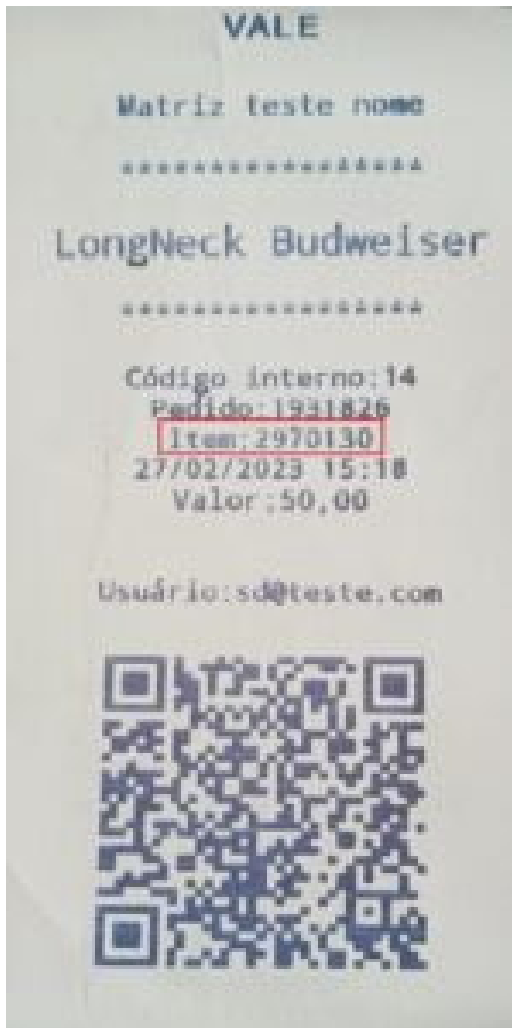 VALE
Matriz teste nome
********************
LongNeck Budweiser
********************
Código interno:14
Pedido:1931826
Item:2970130
27/02/2023 15:18
Valor:50,00
Usuário:sd@teste.com